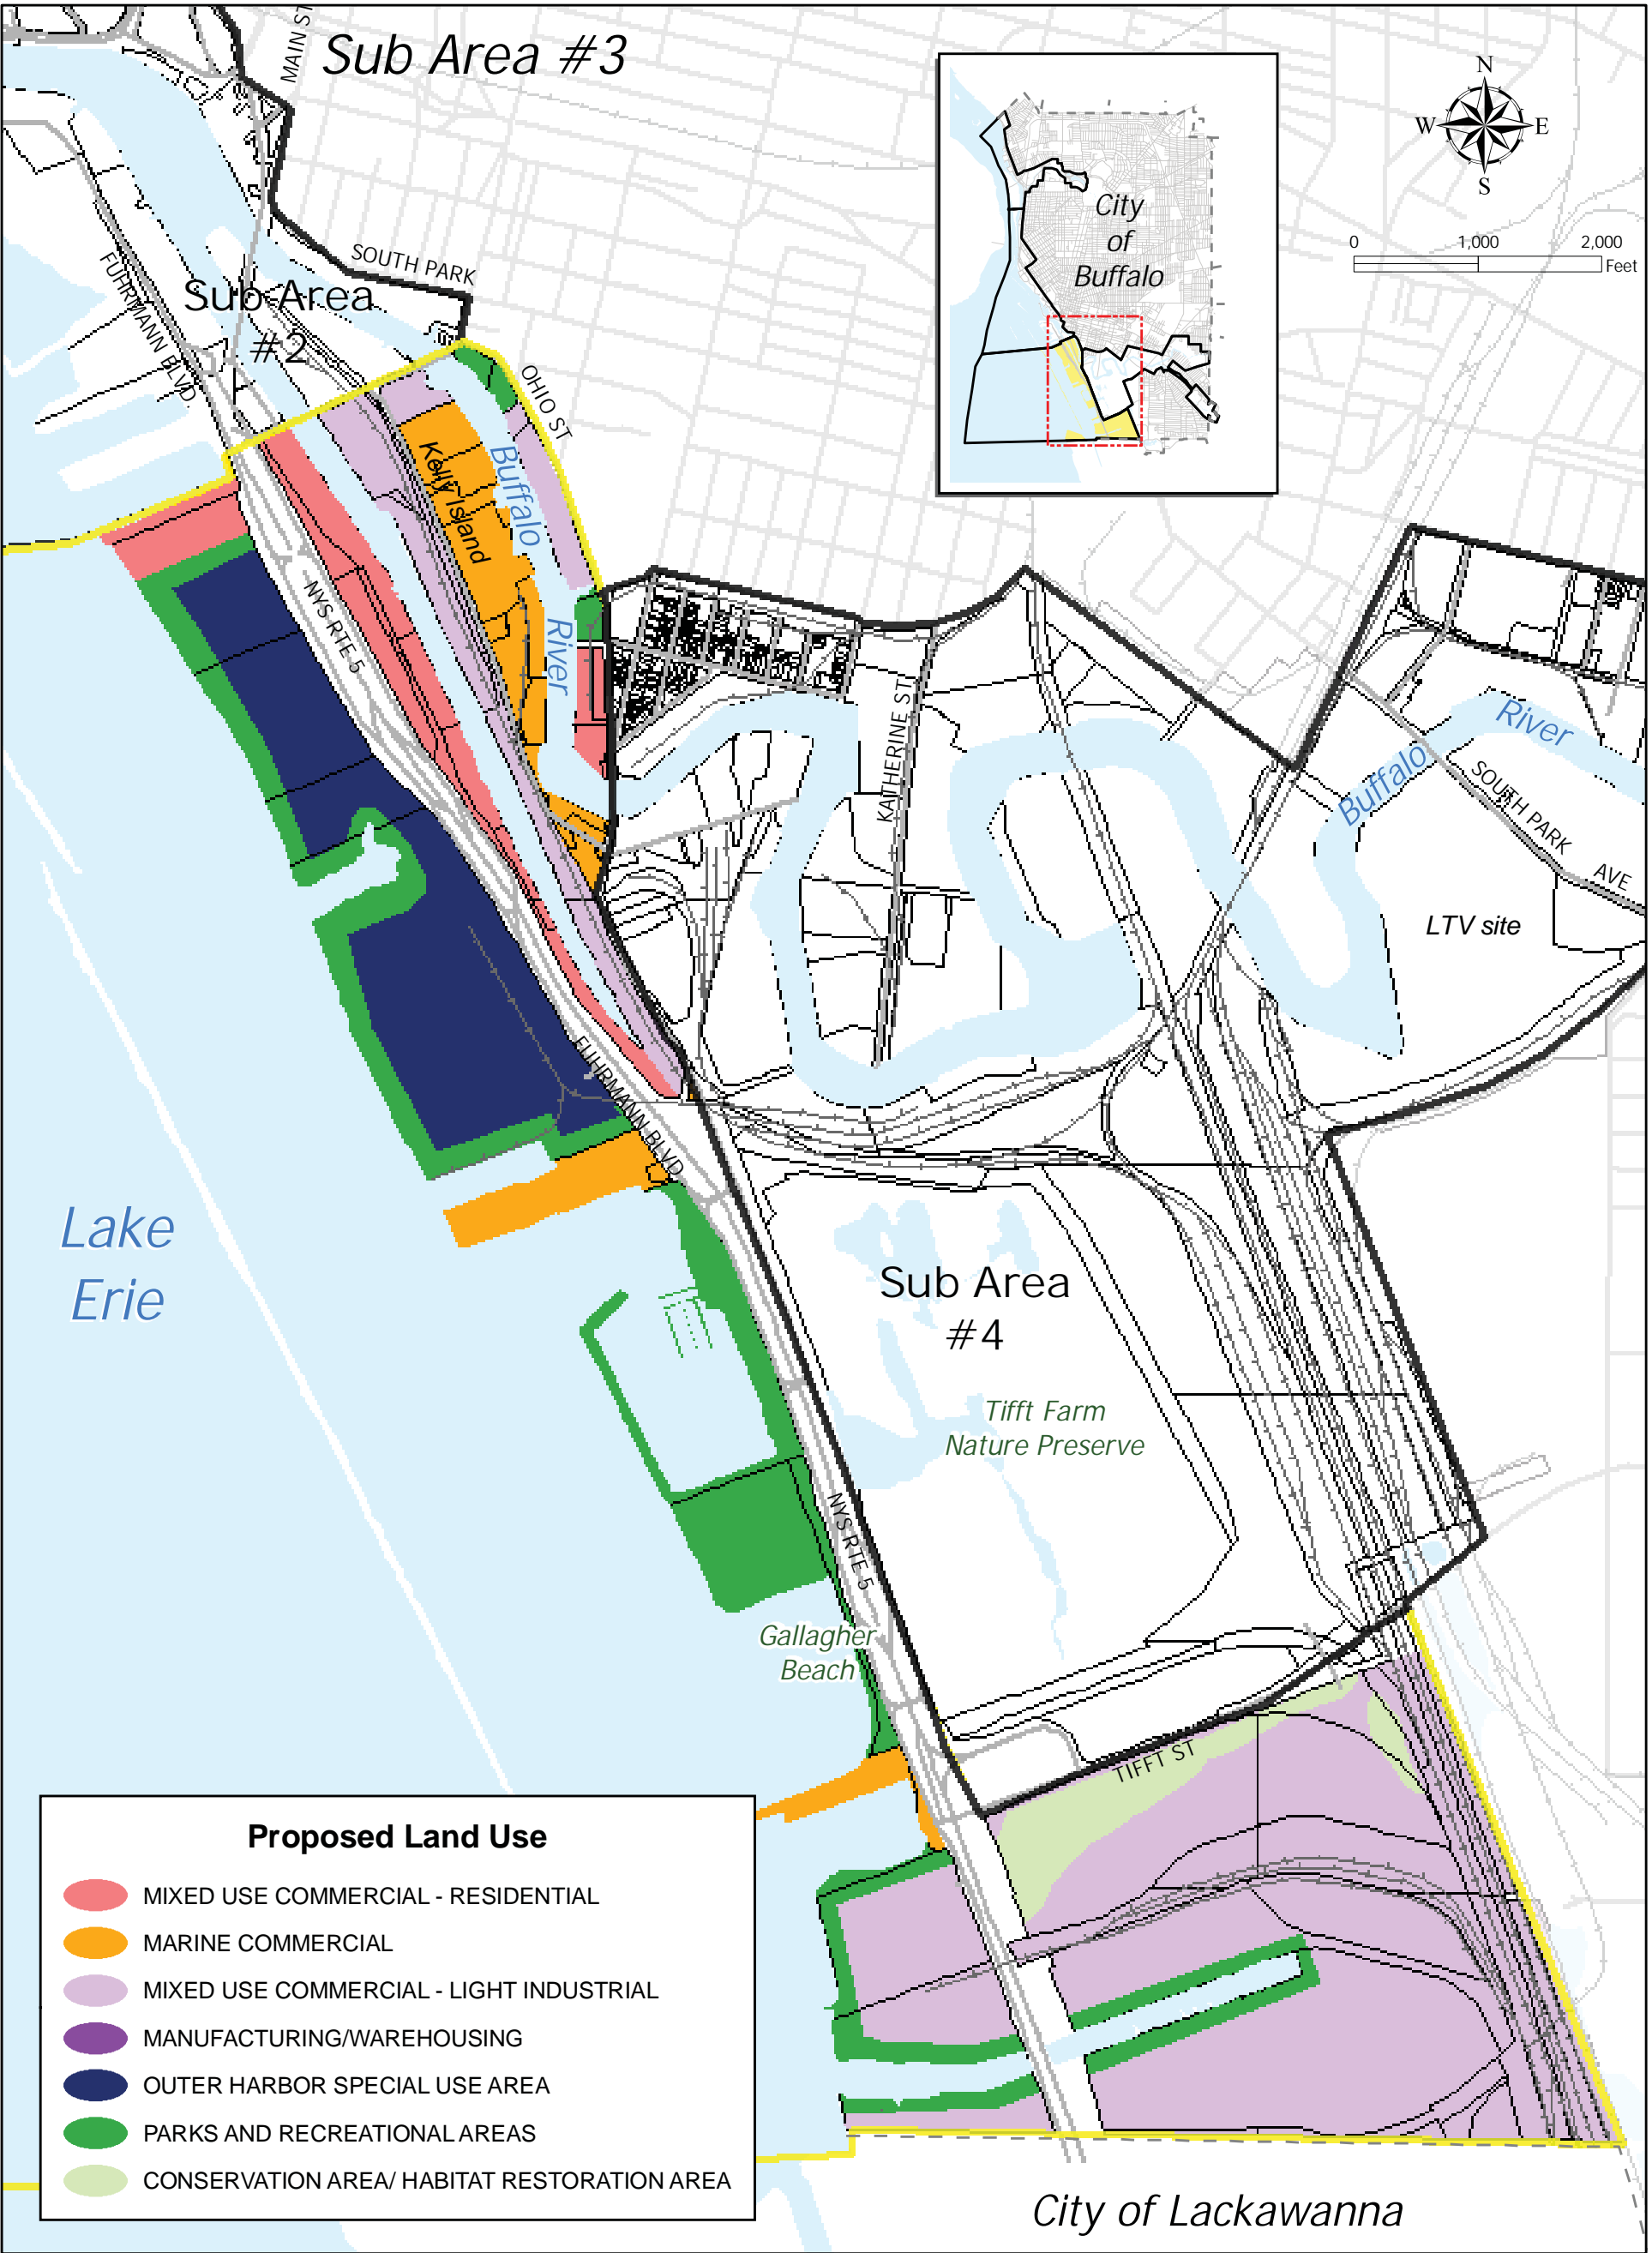 MAIN ST
Sub Area #3
N
W
E
S
City
of
Buffalo
0
1,000
2,000
Feet
SOUTH PARK
FUHRMANN BLVD
Sub Area
#2
OHIO ST
Kelly Island
Buffalo
River
NYS RTE 5
KATHERINE ST
River
Buffalo
SOUTH PARK
AVE
LTV site
FUHRMANN BLVD
Lake
Erie
Sub Area
#4
Tifft Farm
Nature Preserve
NYS RTE 5
Gallagher
Beach
TIFFT ST
Proposed Land Use
MIXED USE COMMERCIAL - RESIDENTIAL
MARINE COMMERCIAL
MIXED USE COMMERCIAL - LIGHT INDUSTRIAL
MANUFACTURING/WAREHOUSING
OUTER HARBOR SPECIAL USE AREA
PARKS AND RECREATIONAL AREAS
CONSERVATION AREA/ HABITAT RESTORATION AREA
City of Lackawanna